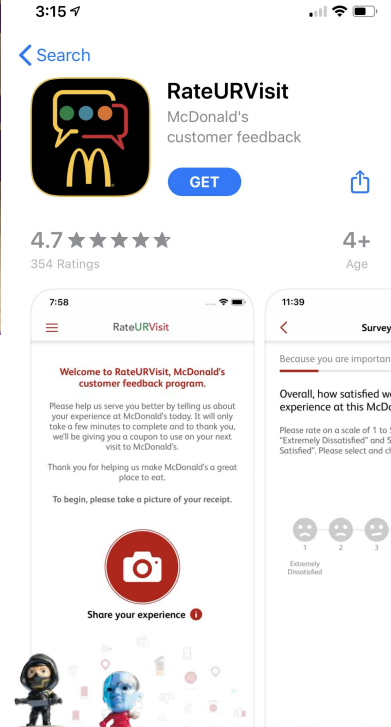 3:15
Search
RateURVisit
McDonald's
customer feedback
GET
4.7
4+
354 Ratings
Age
7:58
RateURVisit
Welcome to RateURVisit, McDonald's
customer feedback program.
Please help us serve you better by telling us about
your experience at McDonald's today. It will only
take a few minutes to complete and to thank you,
we'll be giving you a coupon to use on your next
visit to McDonald's.
Thank you for helping us make McDonald's a great
place to eat.
To begin, please take a picture of your receipt.
Share your experience
11:39
Survey
Because you are importan
Overall, how satisfied we
experience at this McDo
Please rate on a scale of 1 to 5
"Extremely Dissatisfied" and 5
Satisfied". Please select and cl
1 2 3
Extremely
Dissatisfied